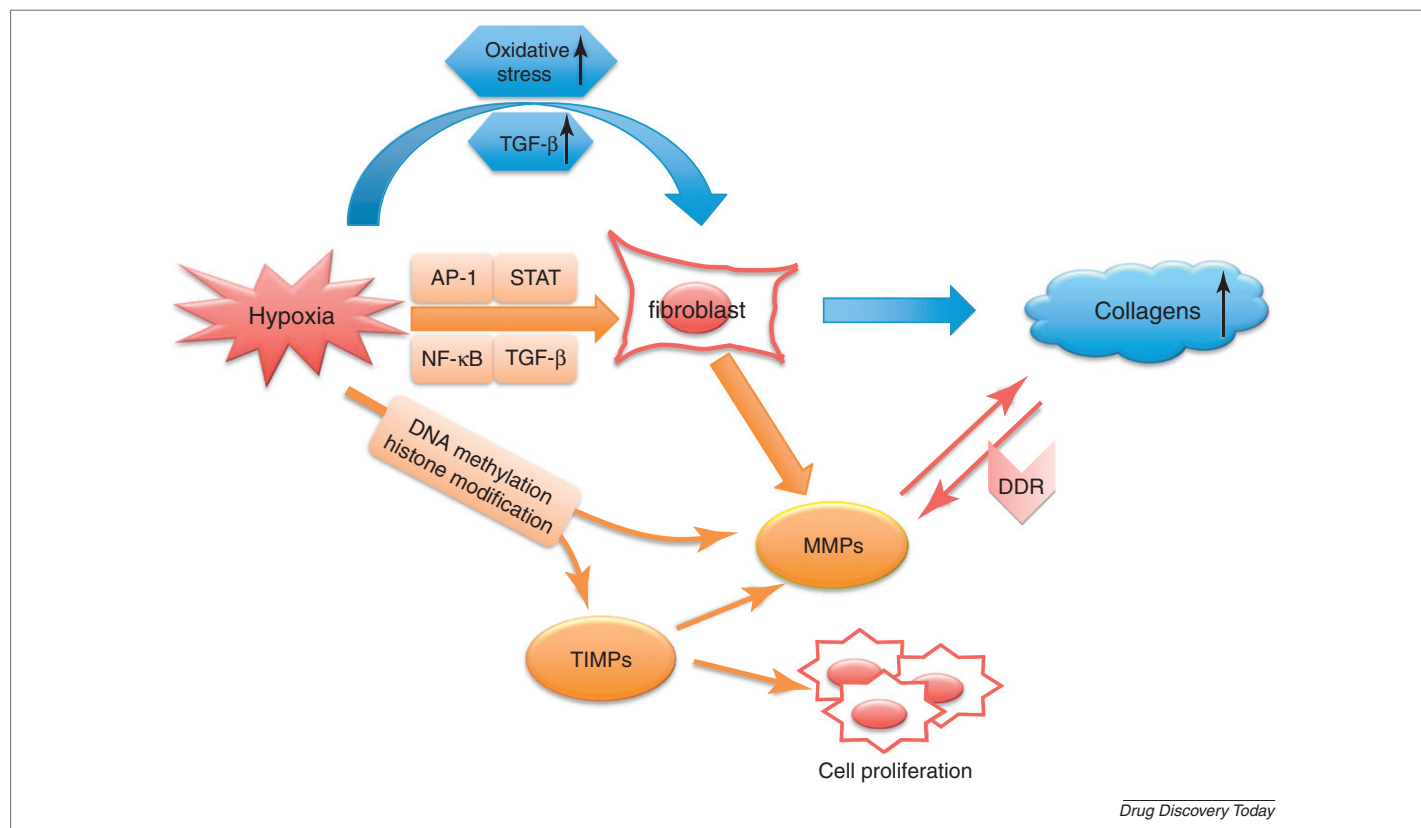 Oxidative
stress
TGF-β
AP-1 STAT
Hypoxia
fibroblast
Collagens
NF-κB TGF-β
DNA methylation
histone modification
DDR
MMPs
TIMPs
Cell proliferation
Drug Discovery Today